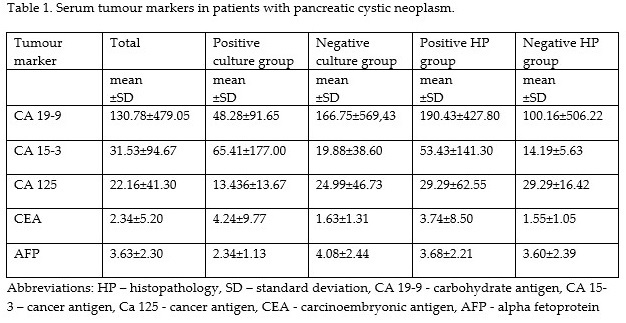 Table 1. Serum tumour markers in patients with pancreatic cystic neoplasm.
Tumour marker Total Positive culture group Negative culture group Positive HP group Negative HP group
mean ±SD mean ±SD mean ±SD mean ±SD mean ±SD
CA 19-9 130.78±479.05 48.28±91.65 166.75±569,43 190.43±427.80 100.16±506.22
CA 15-3 31.53±94.67 65.41±177.00 19.88±38.60 53.43±141.30 14.19±5.63
CA 125 22.16±41.30 13.436±13.67 24.99±46.73 29.29±62.55 29.29±16.42
CEA 2.34±5.20 4.24±9.77 1.63±1.31 3.74±8.50 1.55±1.05
AFP 3.63±2.30 2.34±1.13 4.08±2.44 3.68±2.21 3.60±2.39
Abbreviations: HP – histopathology, SD – standard deviation, CA 19-9 - carbohydrate antigen, CA 15-
3 – cancer antigen, Ca 125 - cancer antigen, CEA - carcinoembryonic antigen, AFP - alpha fetoprotein